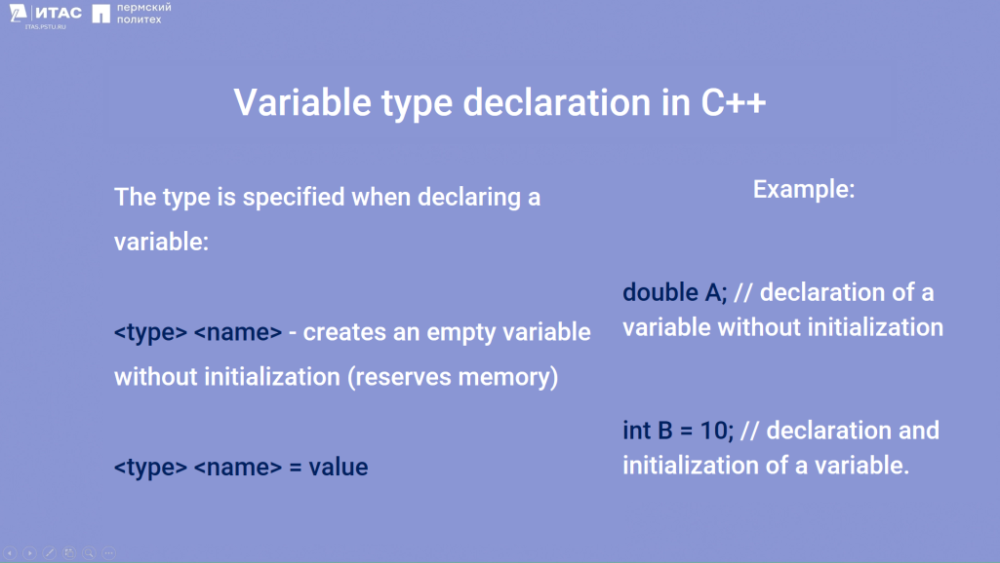 ИТАС
ITAS.PSTU.RU
пермский
политех
Variable type declaration in C++
The type is specified when declaring a
variable:
<type> <name> - creates an empty variable
without initialization (reserves memory)
<type> <name> = value
Example:
double A; // declaration of a
variable without initialization
int B = 10; // declaration and
initialization of a variable.